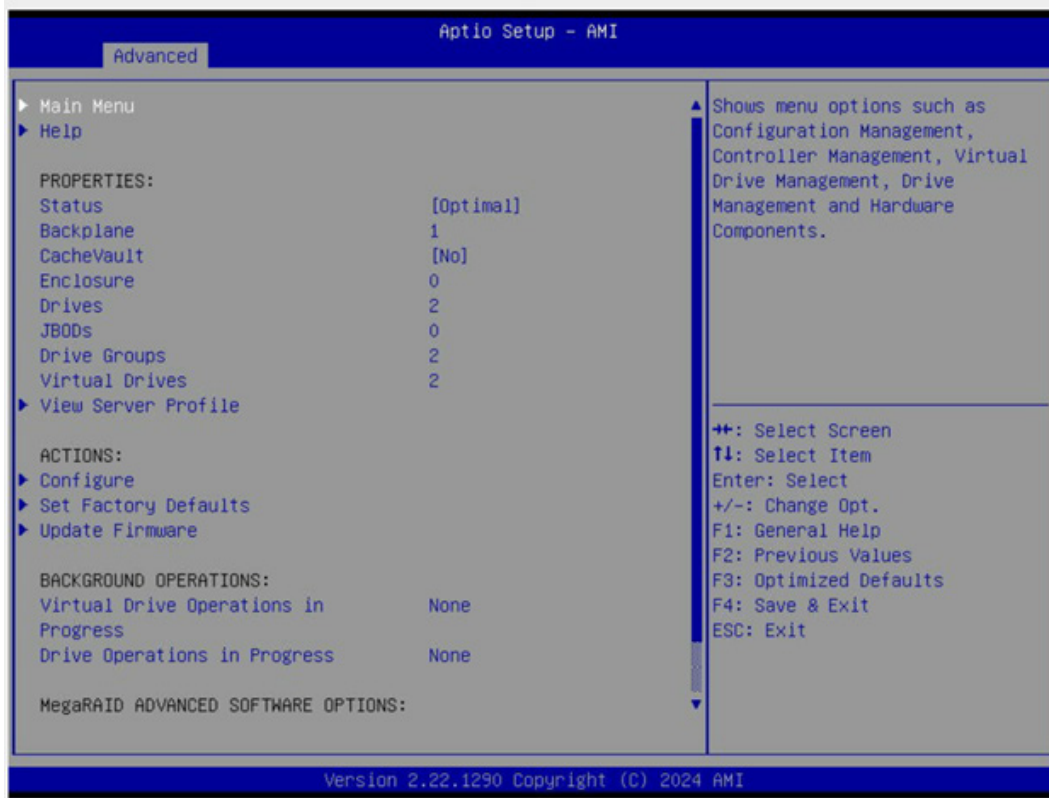 Aptio Setup – AMI
Advanced
Main Menu
Help
PROPERTIES:
Status [Optimal]
Backplane 1
CacheVault [No]
Enclosure 0
Drives 2
JBODs 0
Drive Groups 2
Virtual Drives 2
View Server Profile
ACTIONS:
Configure
Set Factory Defaults
Update Firmware
BACKGROUND OPERATIONS:
Virtual Drive Operations in None
Progress
Drive Operations in Progress None
MegaRAID ADVANCED SOFTWARE OPTIONS:
Shows menu options such as
Configuration Management,
Controller Management, Virtual
Drive Management, Drive
Management and Hardware
Components.
→←: Select Screen
↑↓: Select Item
Enter: Select
+/-: Change Opt.
F1: General Help
F2: Previous Values
F3: Optimized Defaults
F4: Save & Exit
ESC: Exit
Version 2.22.1290 Copyright (C) 2024 AMI